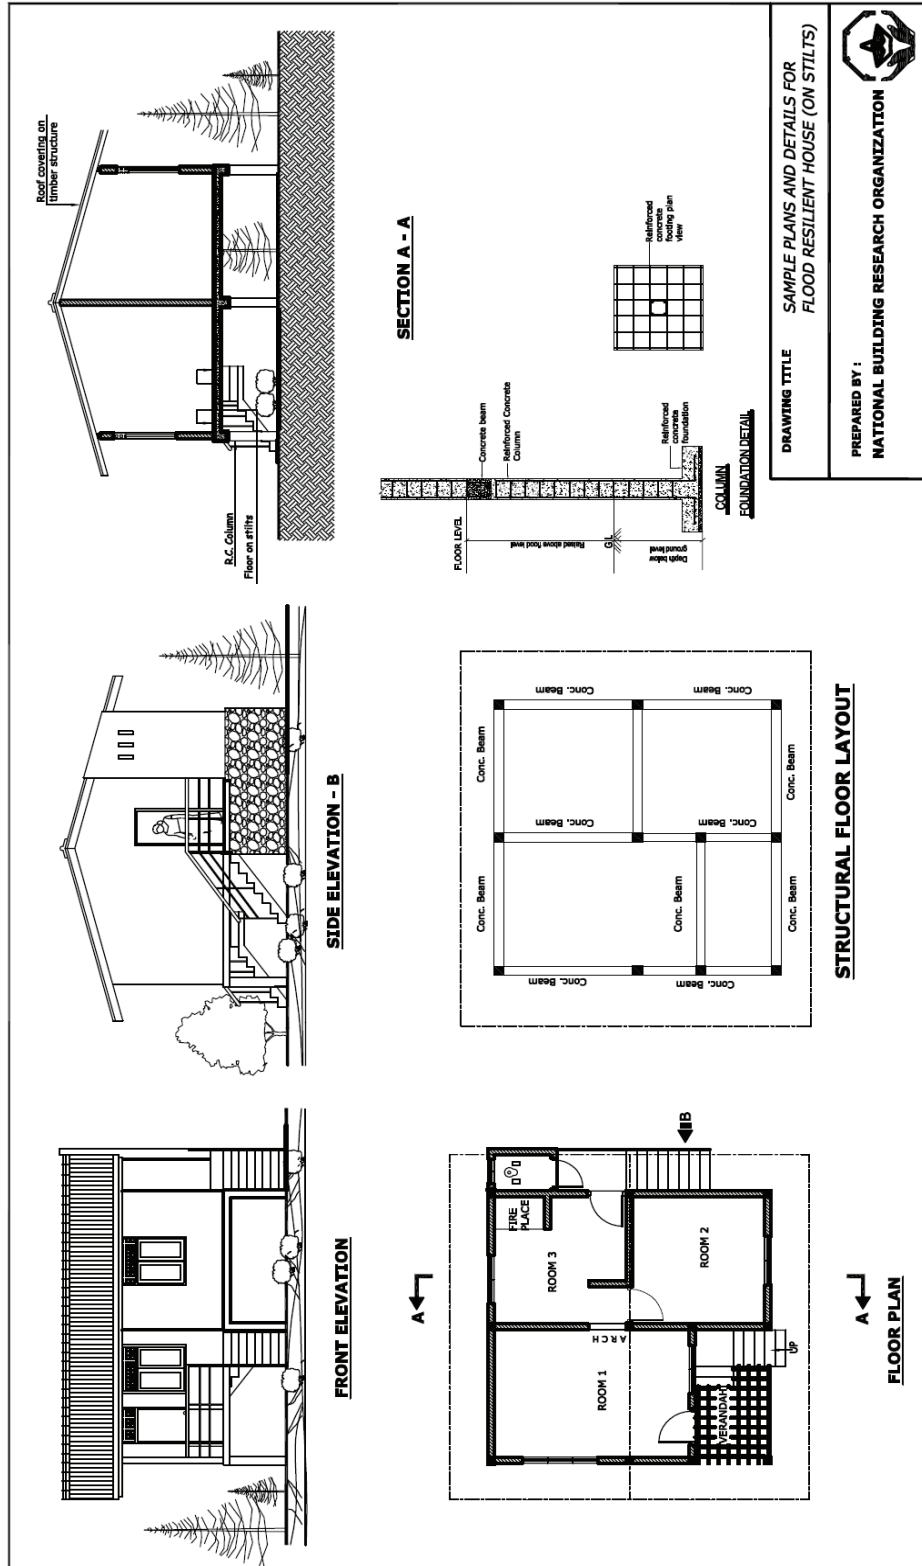 FRONT ELEVATION
SIDE ELEVATION - B
Roof covering on
timber structure
R.C. Column
Floor on stilts
SECTION A - A
A
A
B
FIRE
PLACE
ROOM 3
ROOM 2
ARCH
ROOM 1
VERANDAH
UP
FLOOR PLAN
Conc. Beam
Conc. Beam
Conc. Beam
Conc. Beam
Conc. Beam
Conc. Beam
Conc. Beam
Conc. Beam
Conc. Beam
Conc. Beam
Conc. Beam
STRUCTURAL FLOOR LAYOUT
FLOOR LEVEL
Raised above flood level
G.L
Depth below
ground level
Concrete beam
Reinforced Concrete
Column
Reinforced
concrete
foundation
COLUMN
FOUNDATION DETAIL
Reinforced
concrete
footing plan
view
DRAWING TITLE
SAMPLE PLANS AND DETAILS FOR
FLOOD RESILIENT HOUSE (ON STILTS)
PREPARED BY :
NATIONAL BUILDING RESEARCH ORGANIZATION